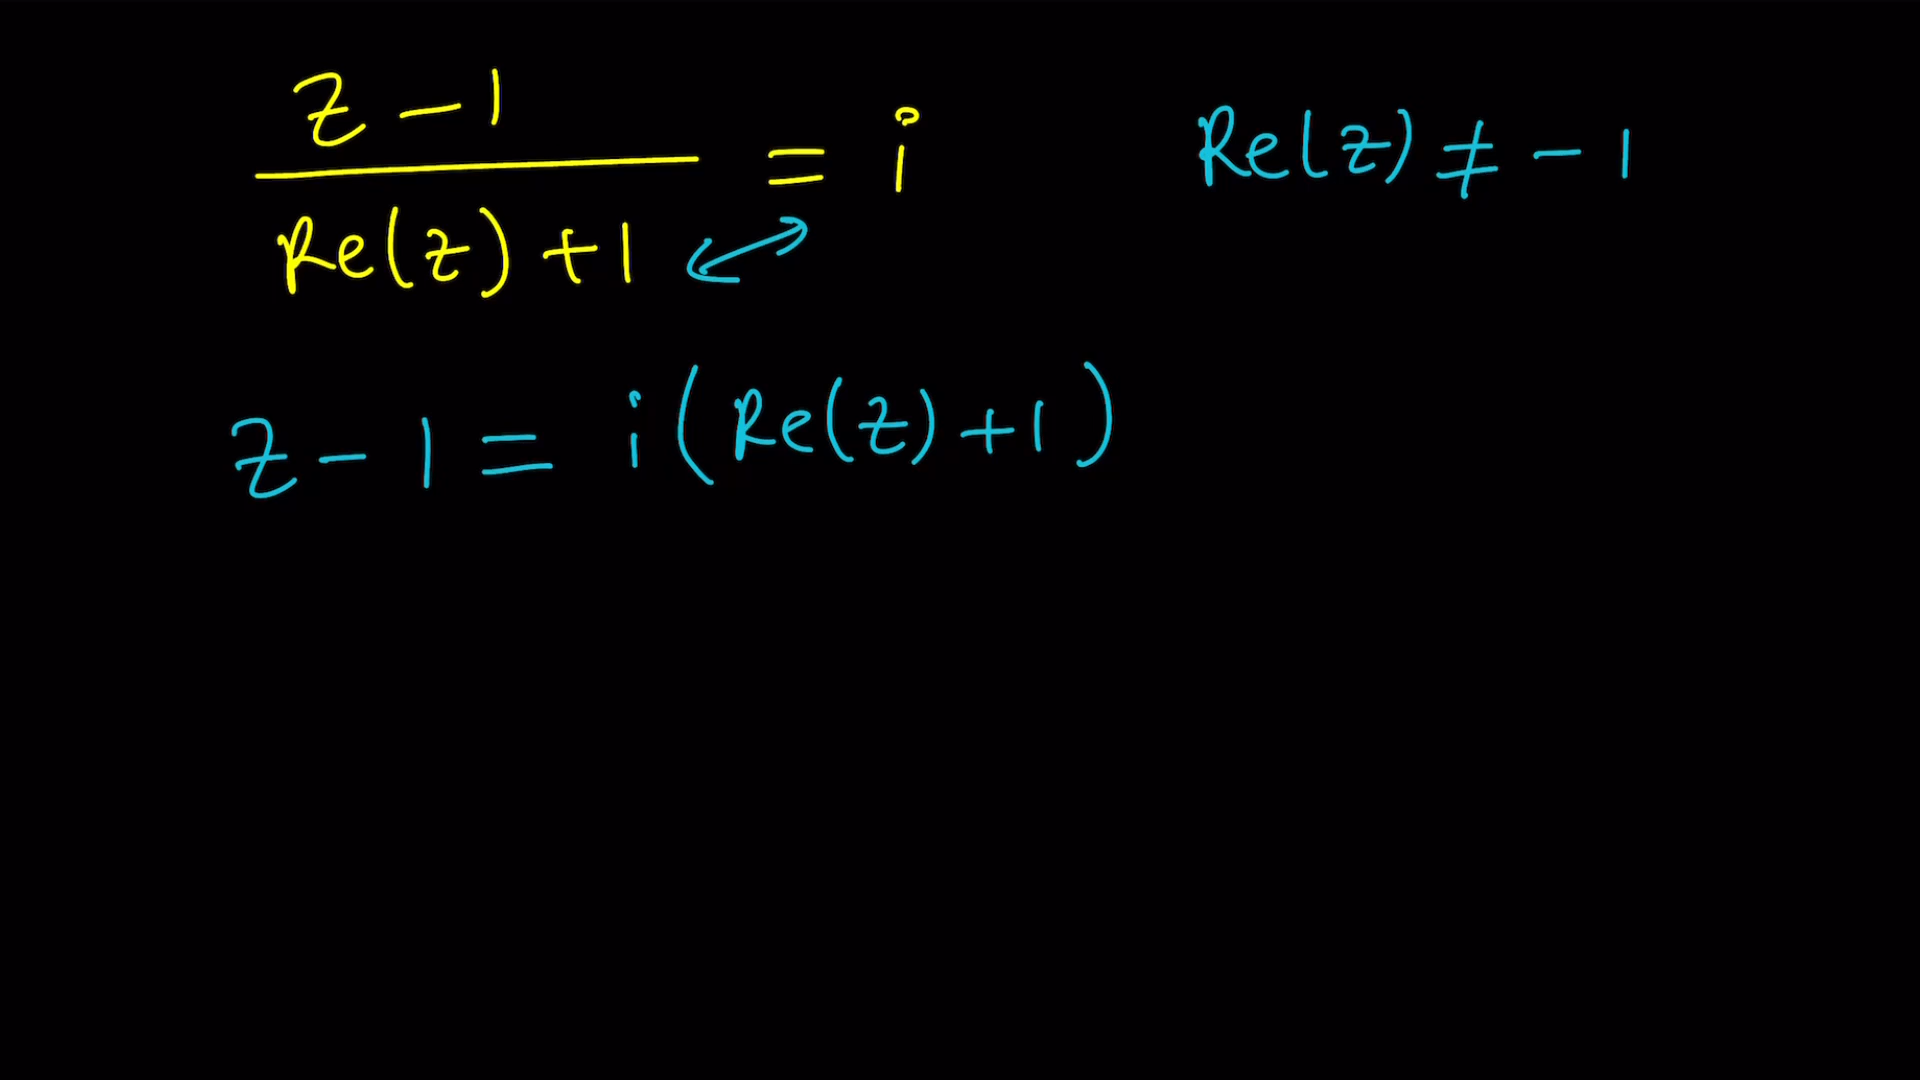 z - 1 / Re(z) + 1 = i
Re(z) ≠ - 1
z - 1 = i ( Re(z) + 1 )